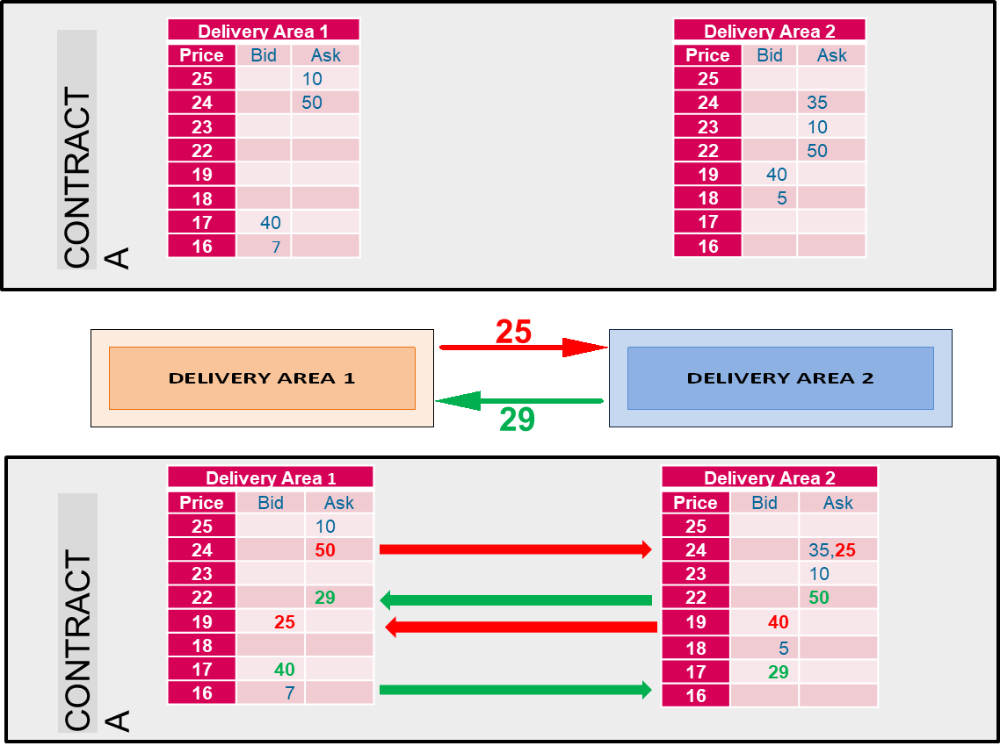 CONTRACT
A
Delivery Area 1
Price Bid Ask
25 10
24 50
23
22
19
18
17 40
16 7
Delivery Area 2
Price Bid Ask
25
24 35
23 10
22 50
19 40
18 5
17
16
25
DELIVERY AREA 1
DELIVERY AREA 2
29
CONTRACT
A
Delivery Area 1
Price Bid Ask
25 10
24 50
23
22 29
19 25
18
17 40
16 7
Delivery Area 2
Price Bid Ask
25
24 35,25
23 10
22 50
19 40
18 5
17 29
16